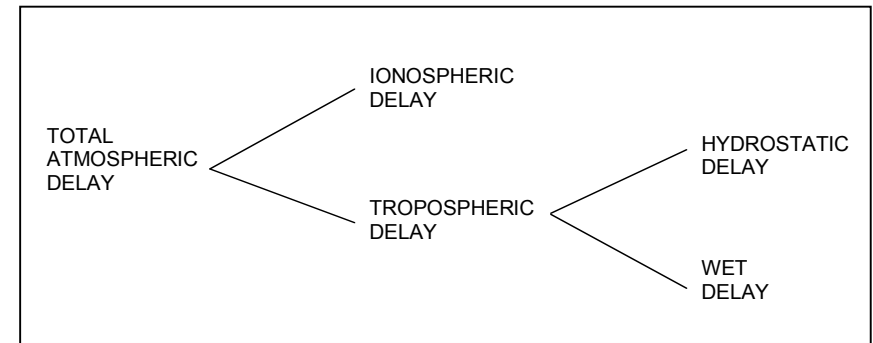 IONOSPHERIC
DELAY
TOTAL
ATMOSPHERIC
DELAY
HYDROSTATIC
DELAY
TROPOSPHERIC
DELAY
WET
DELAY